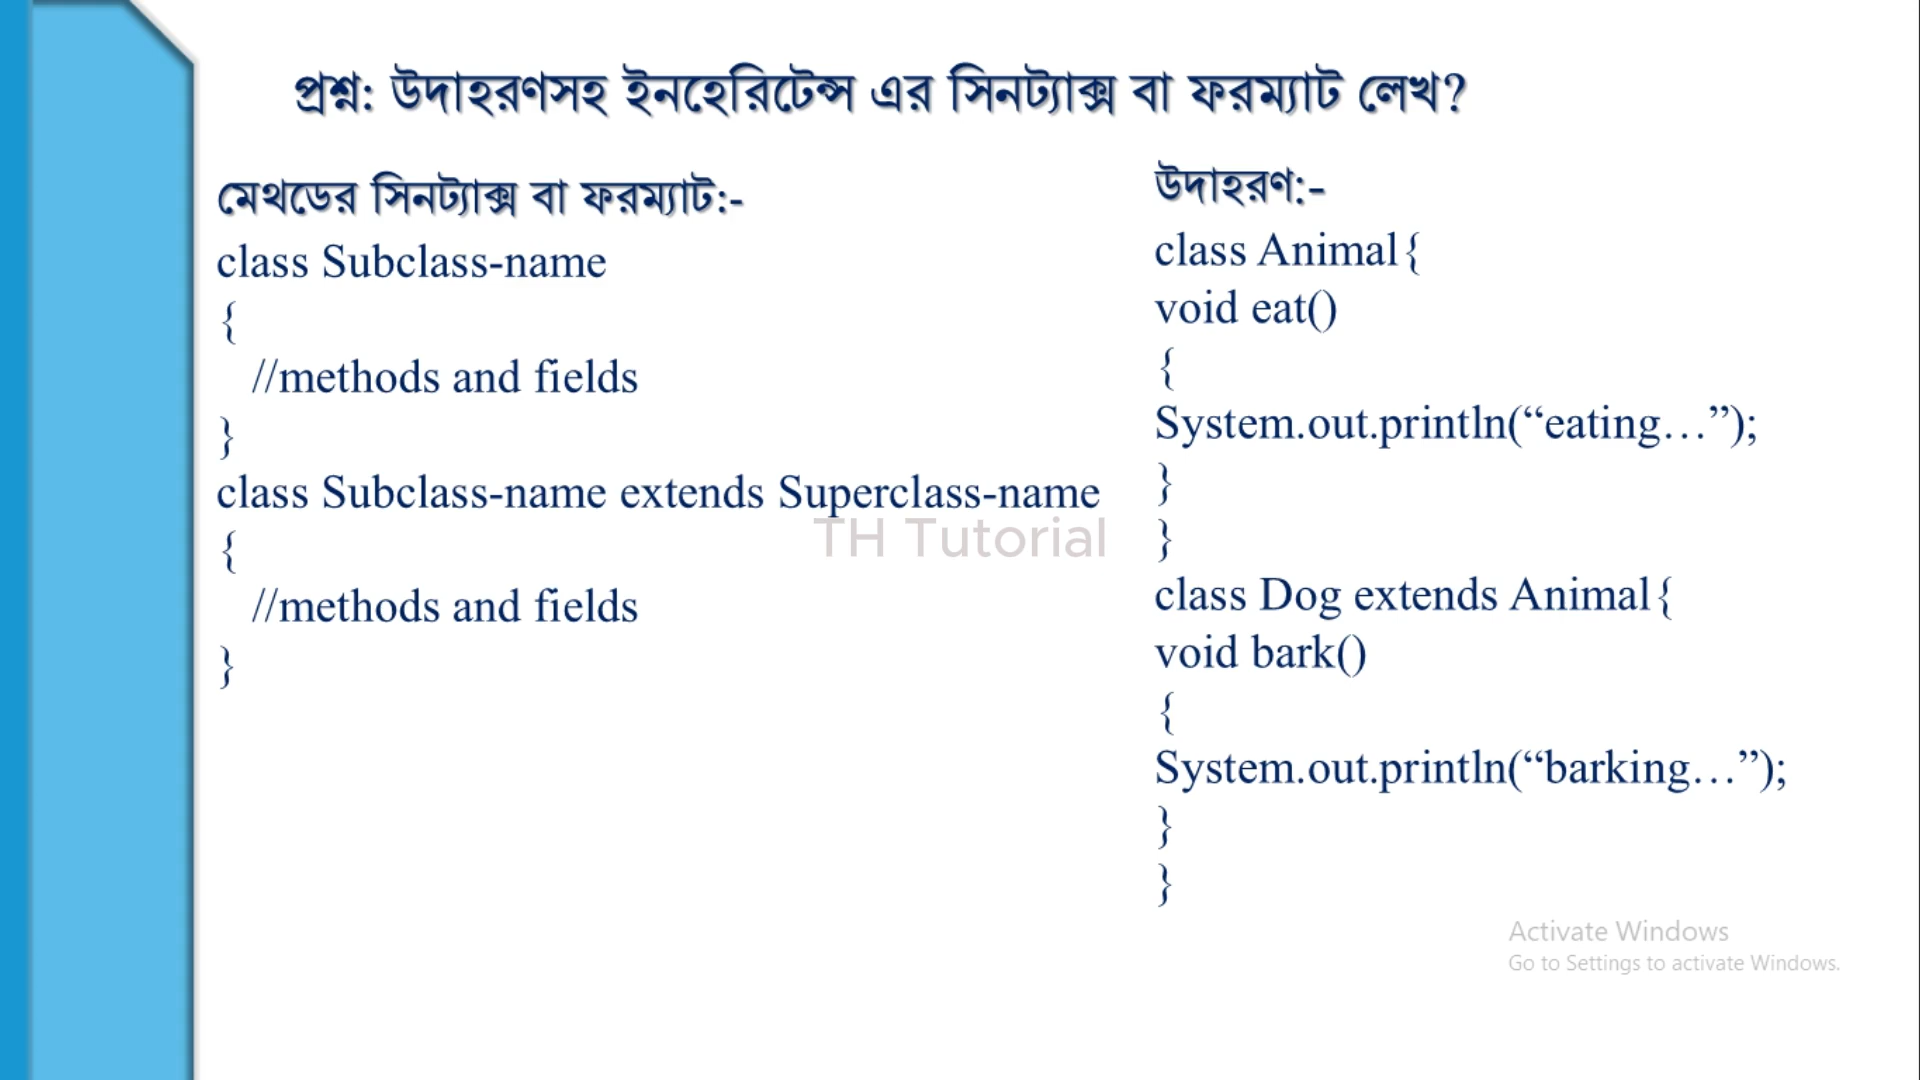 প্রশ্ন: উদাহরণসহ ইনহেরিটেন্স এর সিনট্যাক্স বা ফরম্যাট লেখ?
মেথডের সিনট্যাক্স বা ফরম্যাট:-
class Subclass-name
{
//methods and fields
}
class Subclass-name extends Superclass-name
{
//methods and fields
}
উদাহরণ:-
class Animal{
void eat()
{
System.out.println(“eating…”);
}
}
class Dog extends Animal{
void bark()
{
System.out.println(“barking…”);
}
}
TH Tutorial
Activate Windows
Go to Settings to activate Windows.